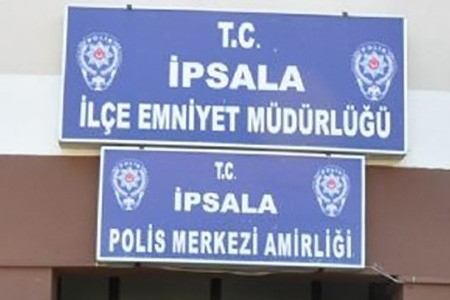 T.C.
İPSALA
İLÇE EMNİYET MÜDÜRLÜĞÜ
T.C.
İPSALA
POLİS MERKEZİ AMİRLİĞİ